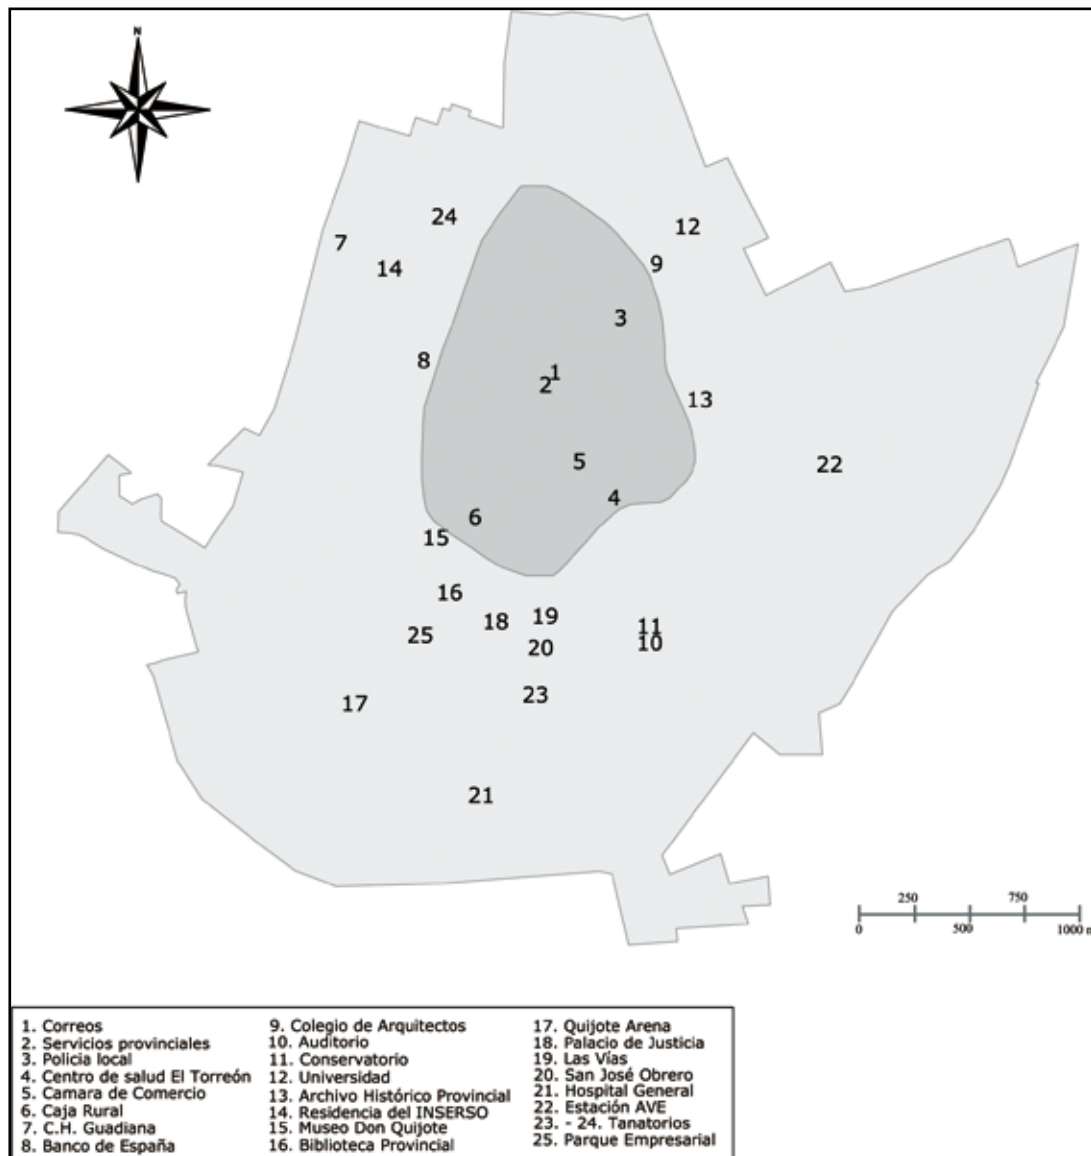 N
24
12
7
14
9
3
8
1
2
13
5
22
4
6
15
16
19
18
11
25
10
20
23
17
21
250 750
0 500 1000 m
1. Correos
2. Servicios provinciales
3. Policia local
4. Centro de salud El Torreón
5. Camara de Comercio
6. Caja Rural
7. C.H. Guadiana
8. Banco de España
9. Colegio de Arquitectos
10. Auditorio
11. Conservatorio
12. Universidad
13. Archivo Histórico Provincial
14. Residencia del INSERSO
15. Museo Don Quijote
16. Biblioteca Provincial
17. Quijote Arena
18. Palacio de Justicia
19. Las Vías
20. San José Obrero
21. Hospital General
22. Estación AVE
23. - 24. Tanatorios
25. Parque Empresarial